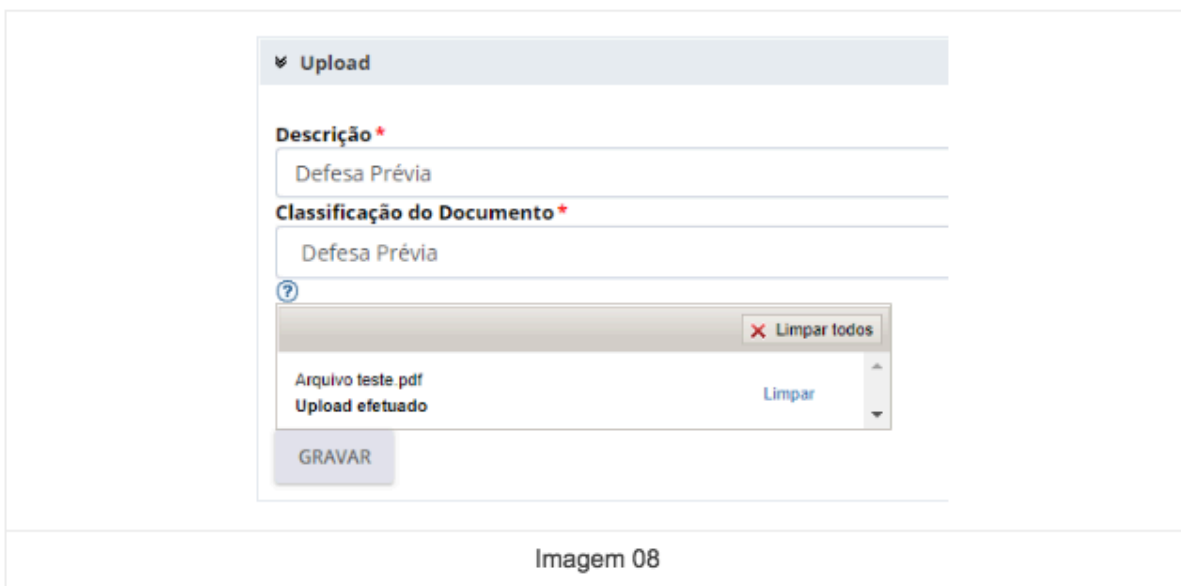 Upload
Descrição *
Defesa Prévia
Classificação do Documento *
Defesa Prévia
?
Limpar todos
Arquivo teste.pdf
Limpar
Upload efetuado
GRAVAR
Imagem 08